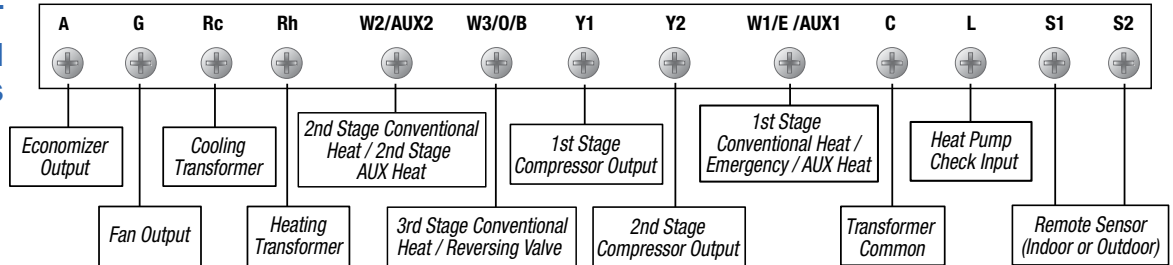 A G Rc Rh W2/AUX2 W3/O/B Y1 Y2 W1/E /AUX1 C L S1 S2
Economizer
Output
Fan Output
Cooling
Transformer
Heating
Transformer
2nd Stage Conventional
Heat / 2nd Stage
AUX Heat
3rd Stage Conventional
Heat / Reversing Valve
1st Stage
Compressor Output
2nd Stage
Compressor Output
1st Stage
Conventional Heat /
Emergency / AUX Heat
Transformer
Common
Heat Pump
Check Input
Remote Sensor
(Indoor or Outdoor)